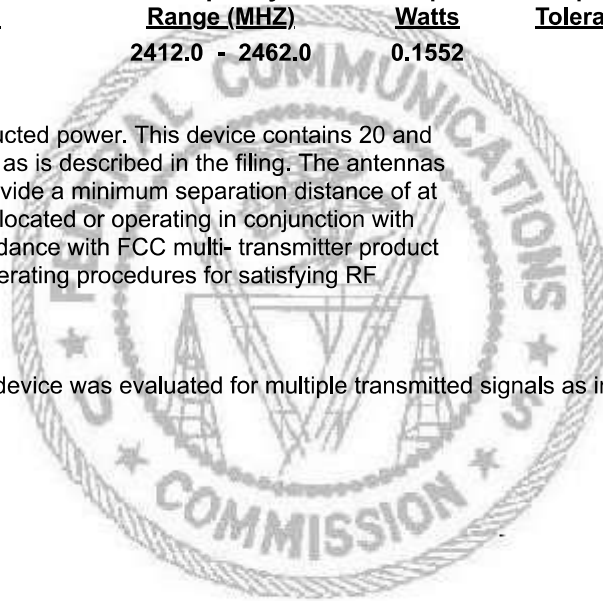 Range (MHZ) Watts Tolera
2412.0 - 2462.0 0.1552
ucted power. This device contains 20 and
as is described in the filing. The antennas
vide a minimum separation distance of at
located or operating in conjunction with
dance with FCC multi- transmitter product
erating procedures for satisfying RF
device was evaluated for multiple transmitted signals as in
FEDERAL COMMUNICATIONS
COMMISSION
U S